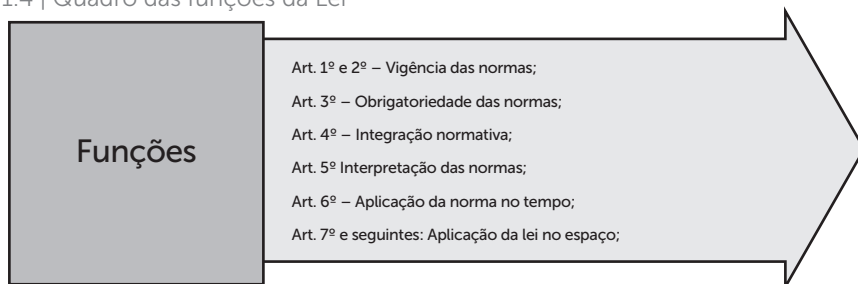 1.4 | Quadro das funções da Lei
Funções
Art. 1º e 2º – Vigência das normas;
Art. 3º – Obrigatoriedade das normas;
Art. 4º – Integração normativa;
Art. 5º Interpretação das normas;
Art. 6º – Aplicação da norma no tempo;
Art. 7º e seguintes: Aplicação da lei no espaço;